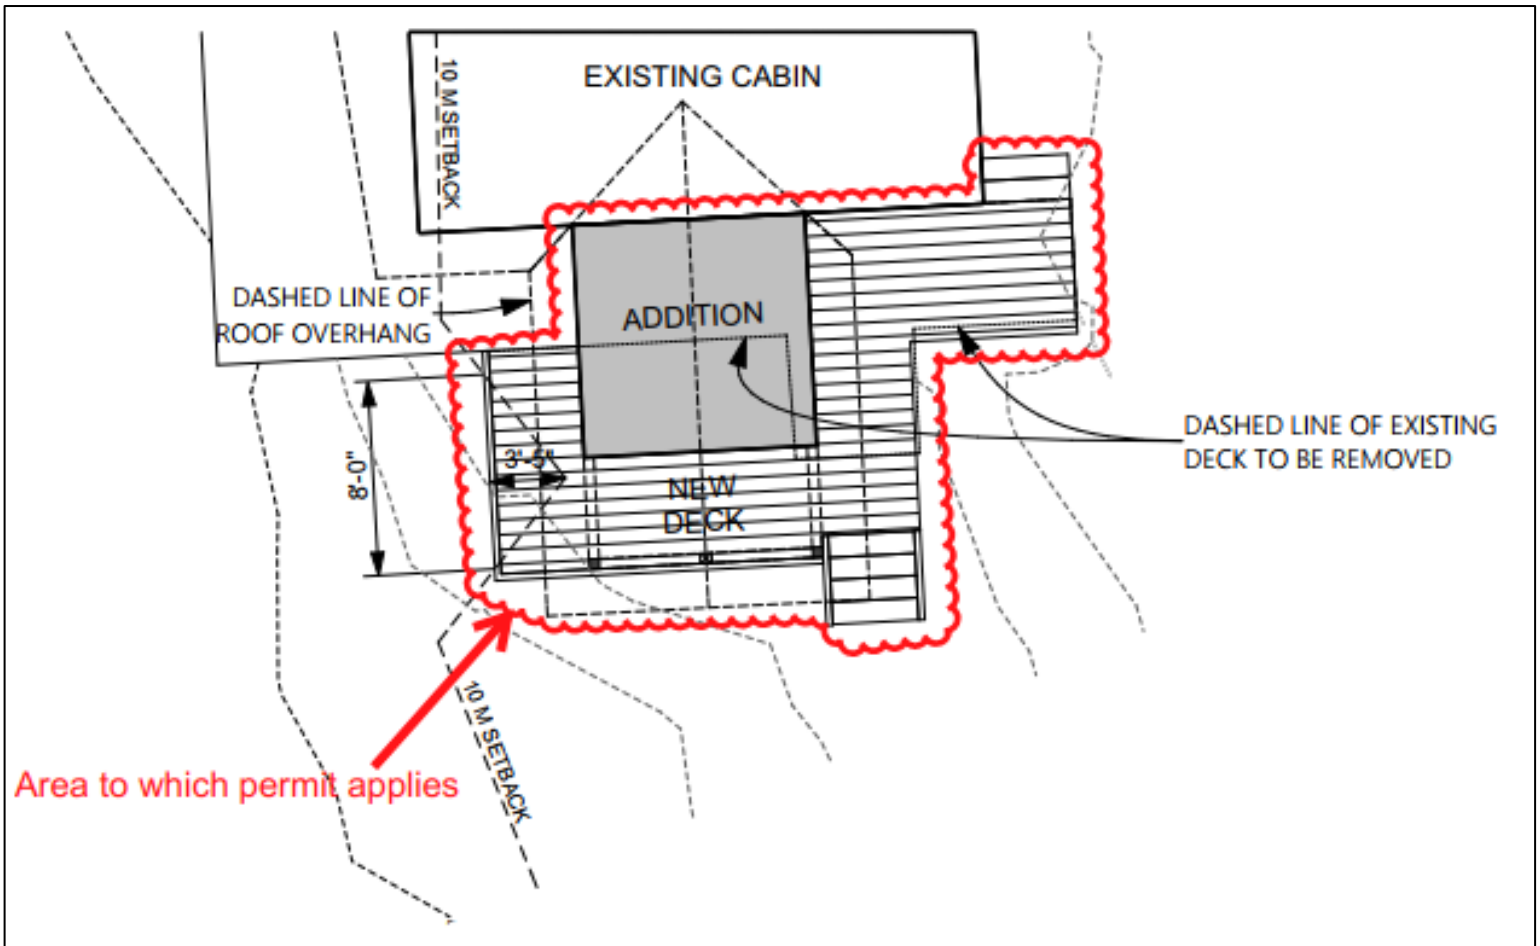 EXISTING CABIN
10 M SETBACK
DASHED LINE OF
ROOF OVERHANG
ADDITION
DASHED LINE OF EXISTING
DECK TO BE REMOVED
8'-0"
3'-5"
NEW
DECK
10 M SETBACK
Area to which permit applies